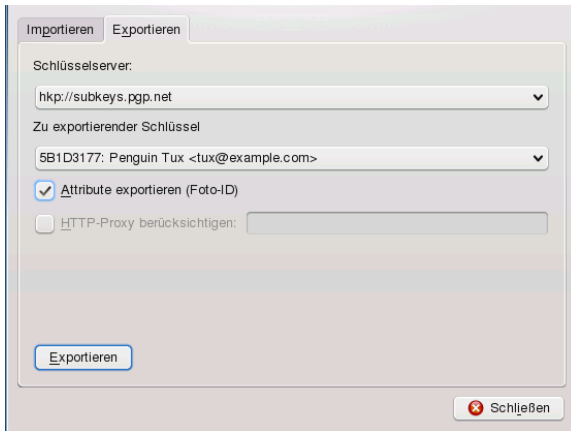 Importieren Exportieren
Schlüsselserver:
hkp://subkeys.pgp.net
Zu exportierender Schlüssel
5B1D3177: Penguin Tux <tux@example.com>
Attribute exportieren (Foto-ID)
HTTP-Proxy berücksichtigen:
Exportieren
Schließen